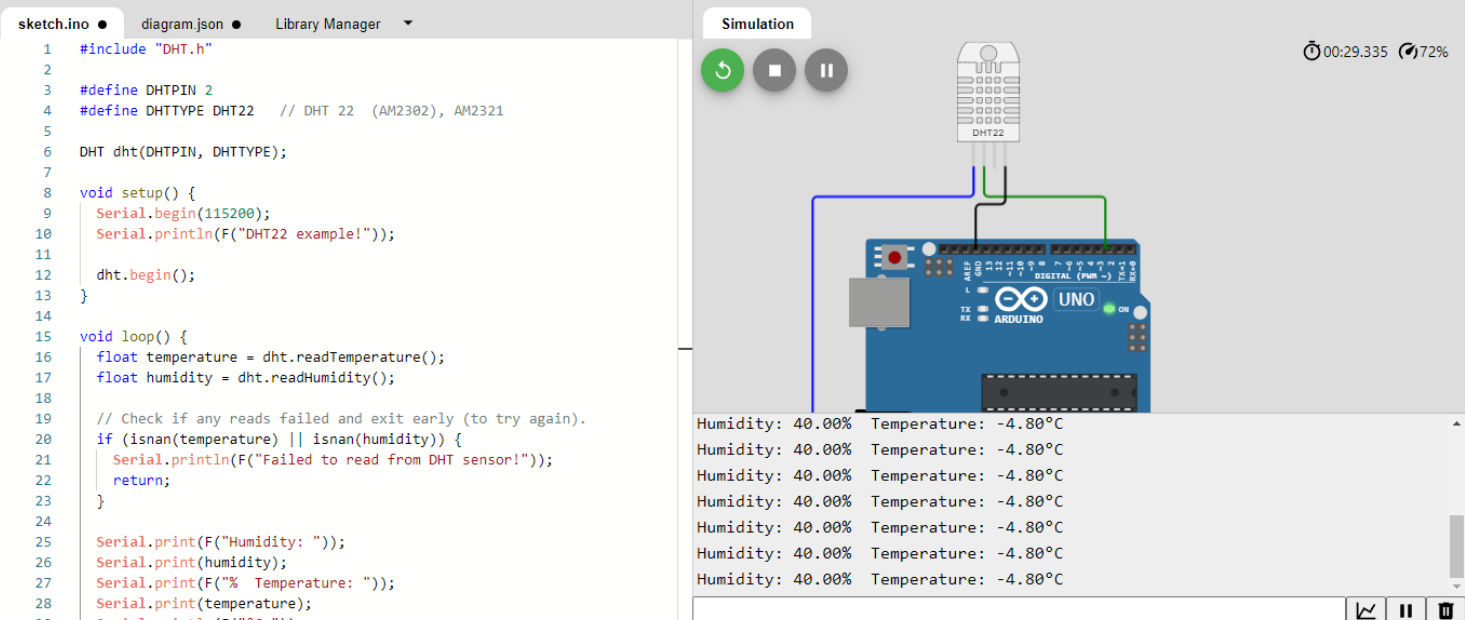 sketch.ino ● diagram.json ● Library Manager
1 #include "DHT.h"
2
3 #define DHTPIN 2
4 #define DHTTYPE DHT22   // DHT 22  (AM2302), AM2321
5
6 DHT dht(DHTPIN, DHTTYPE);
7
8 void setup() {
9   Serial.begin(115200);
10   Serial.println(F("DHT22 example!"));
11
12   dht.begin();
13 }
14
15 void loop() {
16   float temperature = dht.readTemperature();
17   float humidity = dht.readHumidity();
18
19   // Check if any reads failed and exit early (to try again).
20   if (isnan(temperature) || isnan(humidity)) {
21     Serial.println(F("Failed to read from DHT sensor!"));
22     return;
23   }
24
25   Serial.print(F("Humidity: "));
26   Serial.print(humidity);
27   Serial.print(F("%  Temperature: "));
28   Serial.print(temperature);
Simulation
00:29.335 72%
DHT22
AREF GND 13 12 ~11 ~10 ~9 8 7 ~6 ~5 4 ~3 2 TX→1 RX←0
DIGITAL (PWM ~)
L
TX
RX
UNO
ON
ARDUINO
Humidity: 40.00%  Temperature: -4.80°C
Humidity: 40.00%  Temperature: -4.80°C
Humidity: 40.00%  Temperature: -4.80°C
Humidity: 40.00%  Temperature: -4.80°C
Humidity: 40.00%  Temperature: -4.80°C
Humidity: 40.00%  Temperature: -4.80°C
Humidity: 40.00%  Temperature: -4.80°C